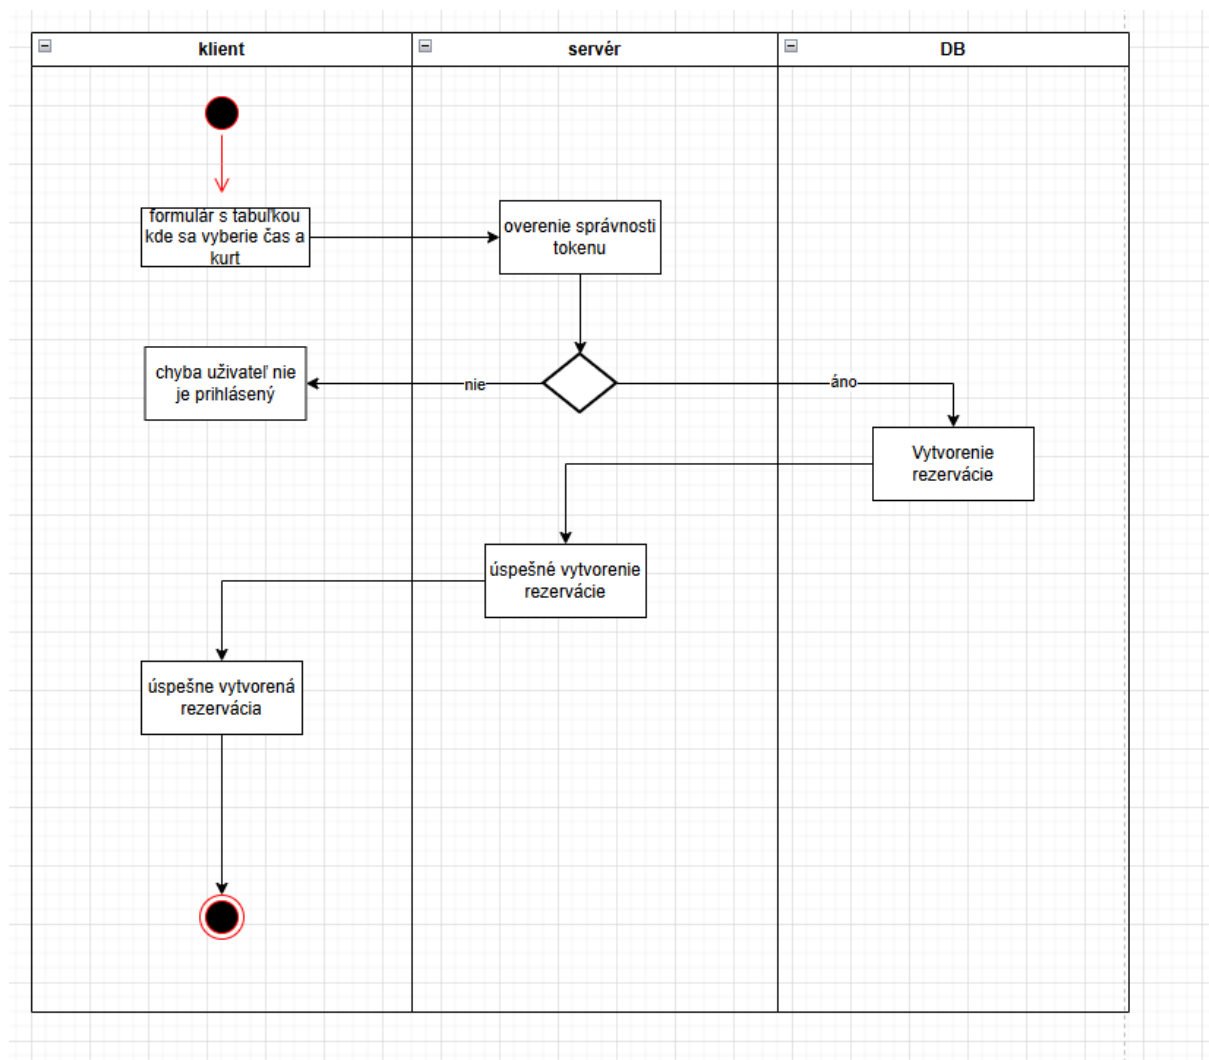 klient
servér
DB
formulár s tabuľkou
kde sa vyberie čas a
kurt
overenie správnosti
tokenu
chyba uživateľ nie
je prihlásený
nie
áno
Vytvorenie
rezervácie
úspešné vytvorenie
rezervácie
úspešne vytvorená
rezervácia